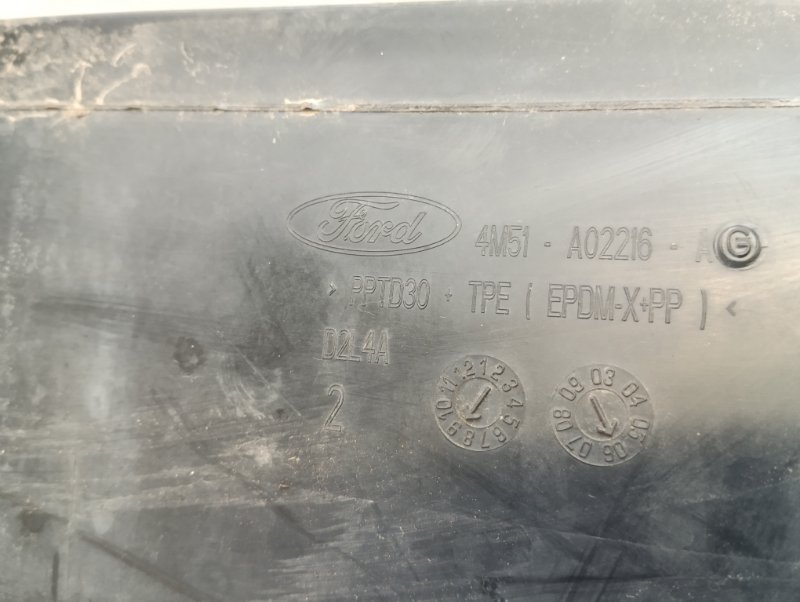 Ford 4M51 - A02216 - A G
> PPTD30 + TPE ( EPDM-X+PP ) <
D2L4A
2
1 2 3 4 5 6 7 8 9 10 11 12
03 04 05 06 07 08 09